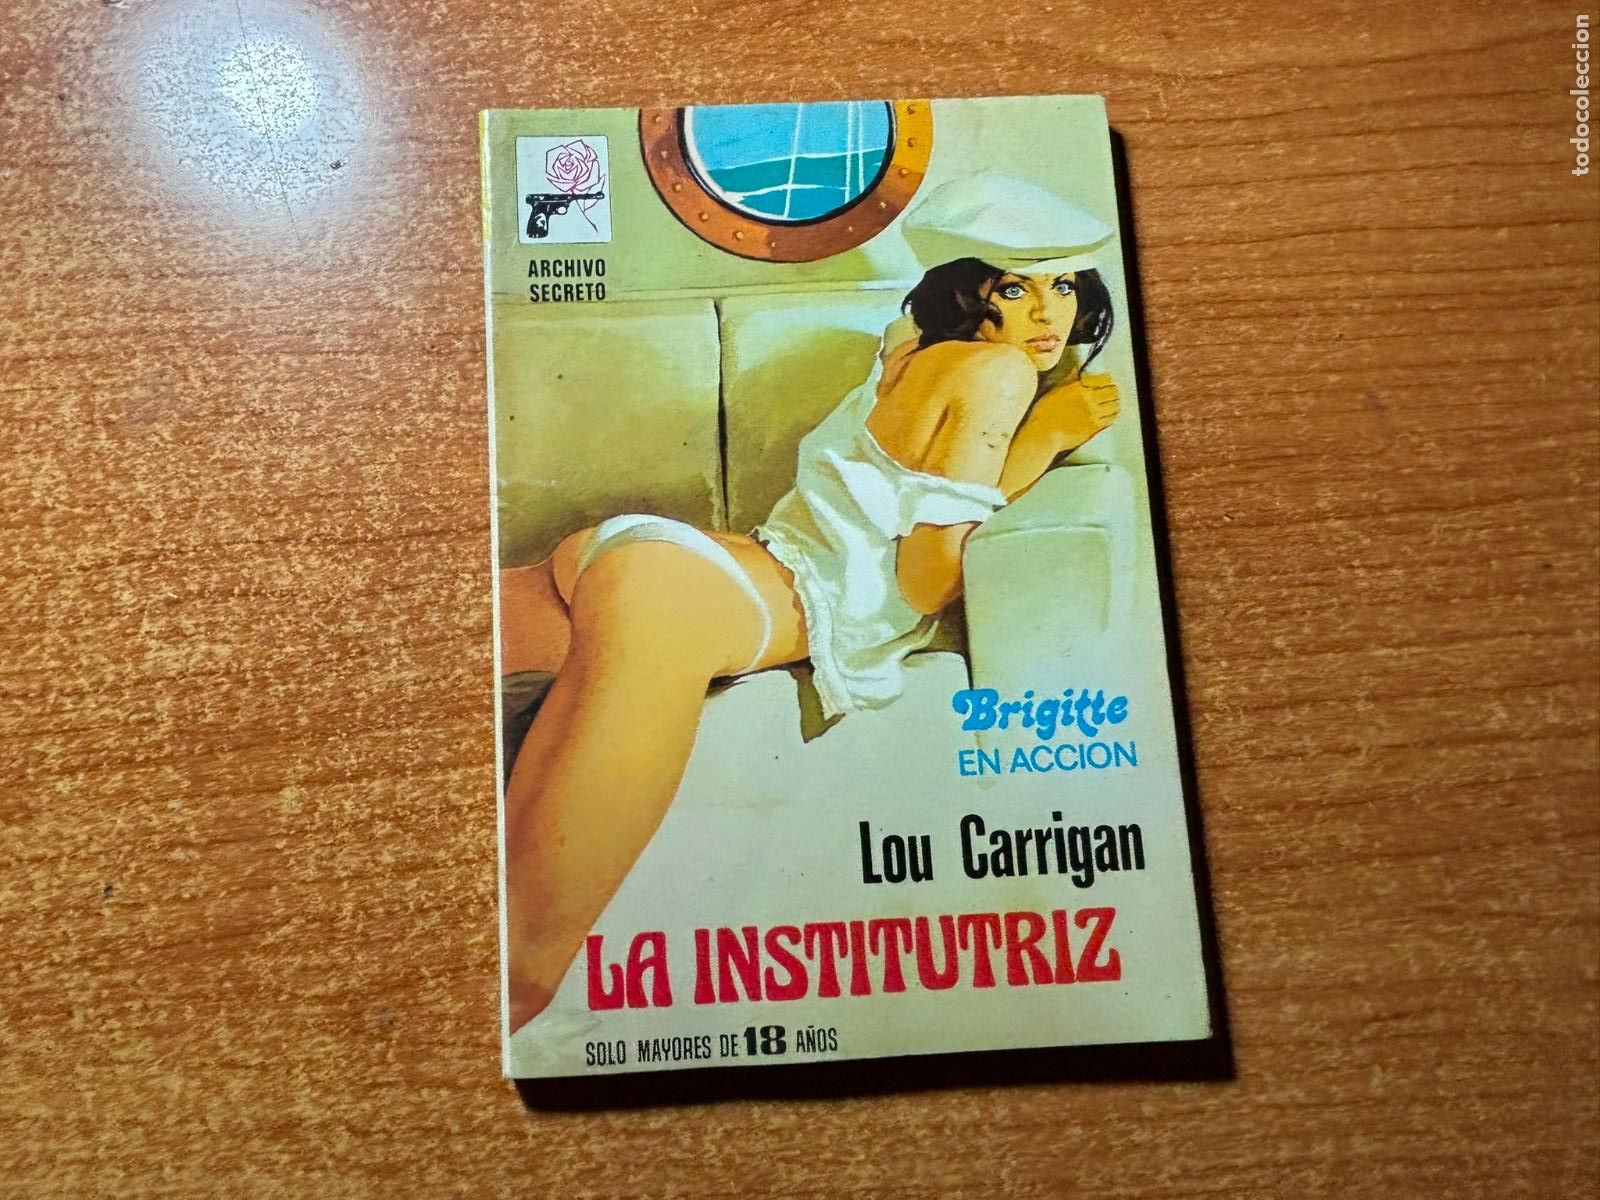 ARCHIVO
SECRETO
Brigitte
EN ACCION
Lou Carrigan
LA INSTITUTRIZ
SOLO MAYORES DE 18 AÑOS
todocoleccion